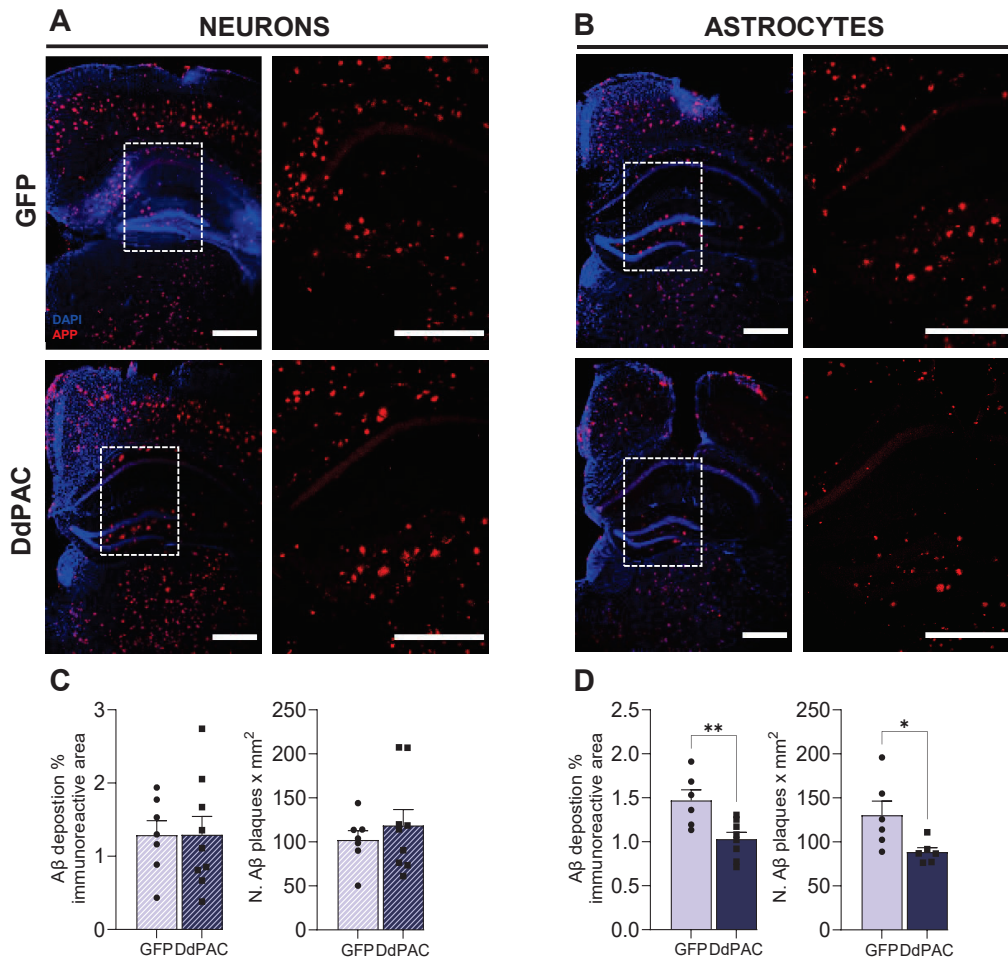 A
NEURONS
B
ASTROCYTES
GFP
DAPI
APP
DdPAC
C
Aβ depostion %
immunoreactive area
3
2
1
0
GFP DdPAC
N. Aβ plaques x mm²
250
200
150
100
50
0
GFP DdPAC
D
Aβ depostion %
immunoreactive area
2.5
2.0
1.5
1.0
0.5
0.0
**
GFP DdPAC
N. Aβ plaques x mm²
250
200
150
100
50
0
*
GFP DdPAC